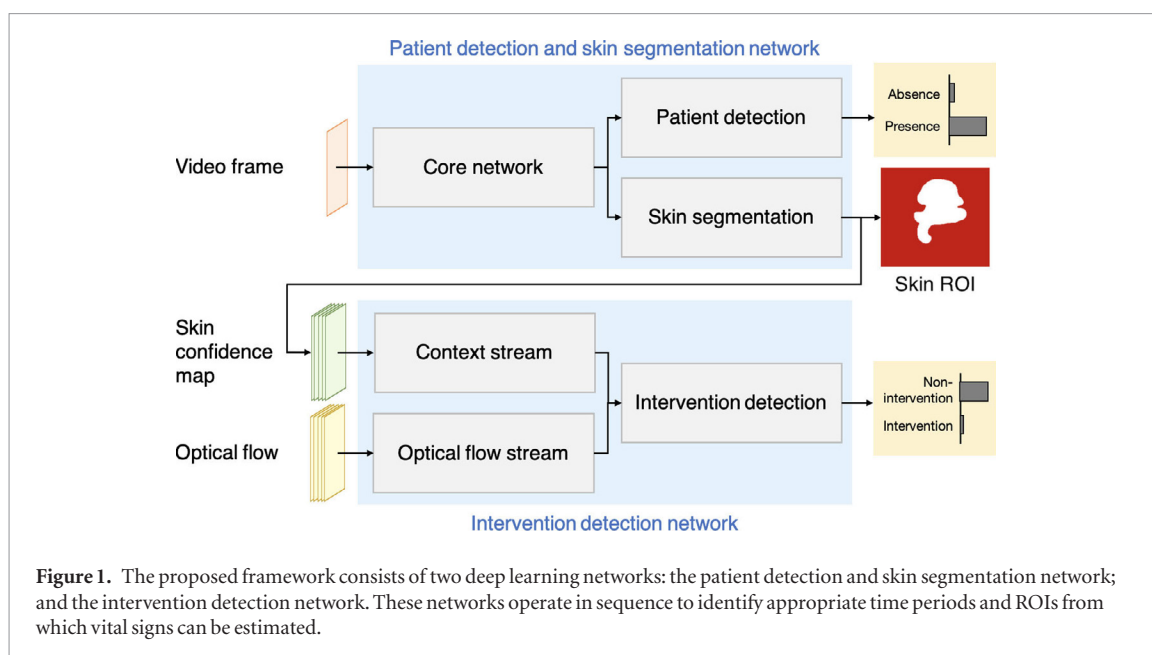 Patient detection and skin segmentation network
Video frame
Core network
Patient detection
Skin segmentation
Absence
Presence
Skin ROI
Skin
confidence
map
Optical flow
Context stream
Optical flow stream
Intervention detection
Non-
intervention
Intervention
Intervention detection network
Figure 1. The proposed framework consists of two deep learning networks: the patient detection and skin segmentation network;
and the intervention detection network. These networks operate in sequence to identify appropriate time periods and ROIs from
which vital signs can be estimated.